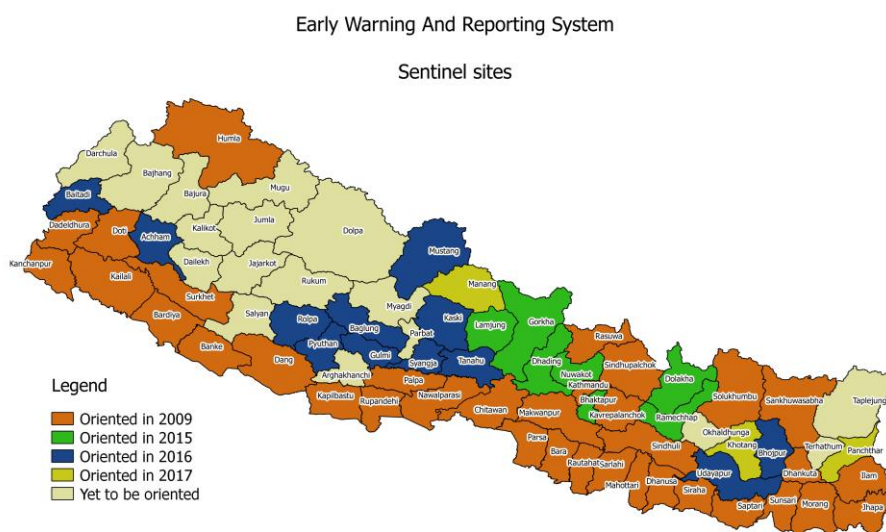 Early Warning And Reporting System
Sentinel sites
Humla
Darchula
Bajhang
Mugu
Bajura
Baitadi
Dadeldhura
Doti
Achham
Kalikot
Jumla
Dolpa
Mustang
Kanchanpur
Kailali
Dailekh
Jajarkot
Rukum
Manang
Surkhet
Myagdi
Bardiya
Salyan
Rolpa
Baglung
Parbat
Kaski
Lamjung
Gorkha
Rasuwa
Banke
Dang
Pyuthan
Gulmi
Syangja
Tanahu
Dhading
Nuwakot
Sindhupalchok
Dolakha
Arghakhanchi
Palpa
Kathmandu
Solukhumbu
Sankhuwasabha
Taplejung
Kapilbastu
Rupandehi
Nawalparasi
Chitawan
Makwanpur
Bhaktapur
Kavrepalanchok
Ramechhap
Okhaldhunga
Khotang
Bhojpur
Terhathum
Panchthar
Parsa
Bara
Rautahat
Sarlahi
Sindhuli
Mahottari
Dhanusa
Siraha
Udayapur
Dhankuta
Ilam
Saptari
Sunsari
Morang
Jhapa
Legend
Oriented in 2009
Oriented in 2015
Oriented in 2016
Oriented in 2017
Yet to be oriented